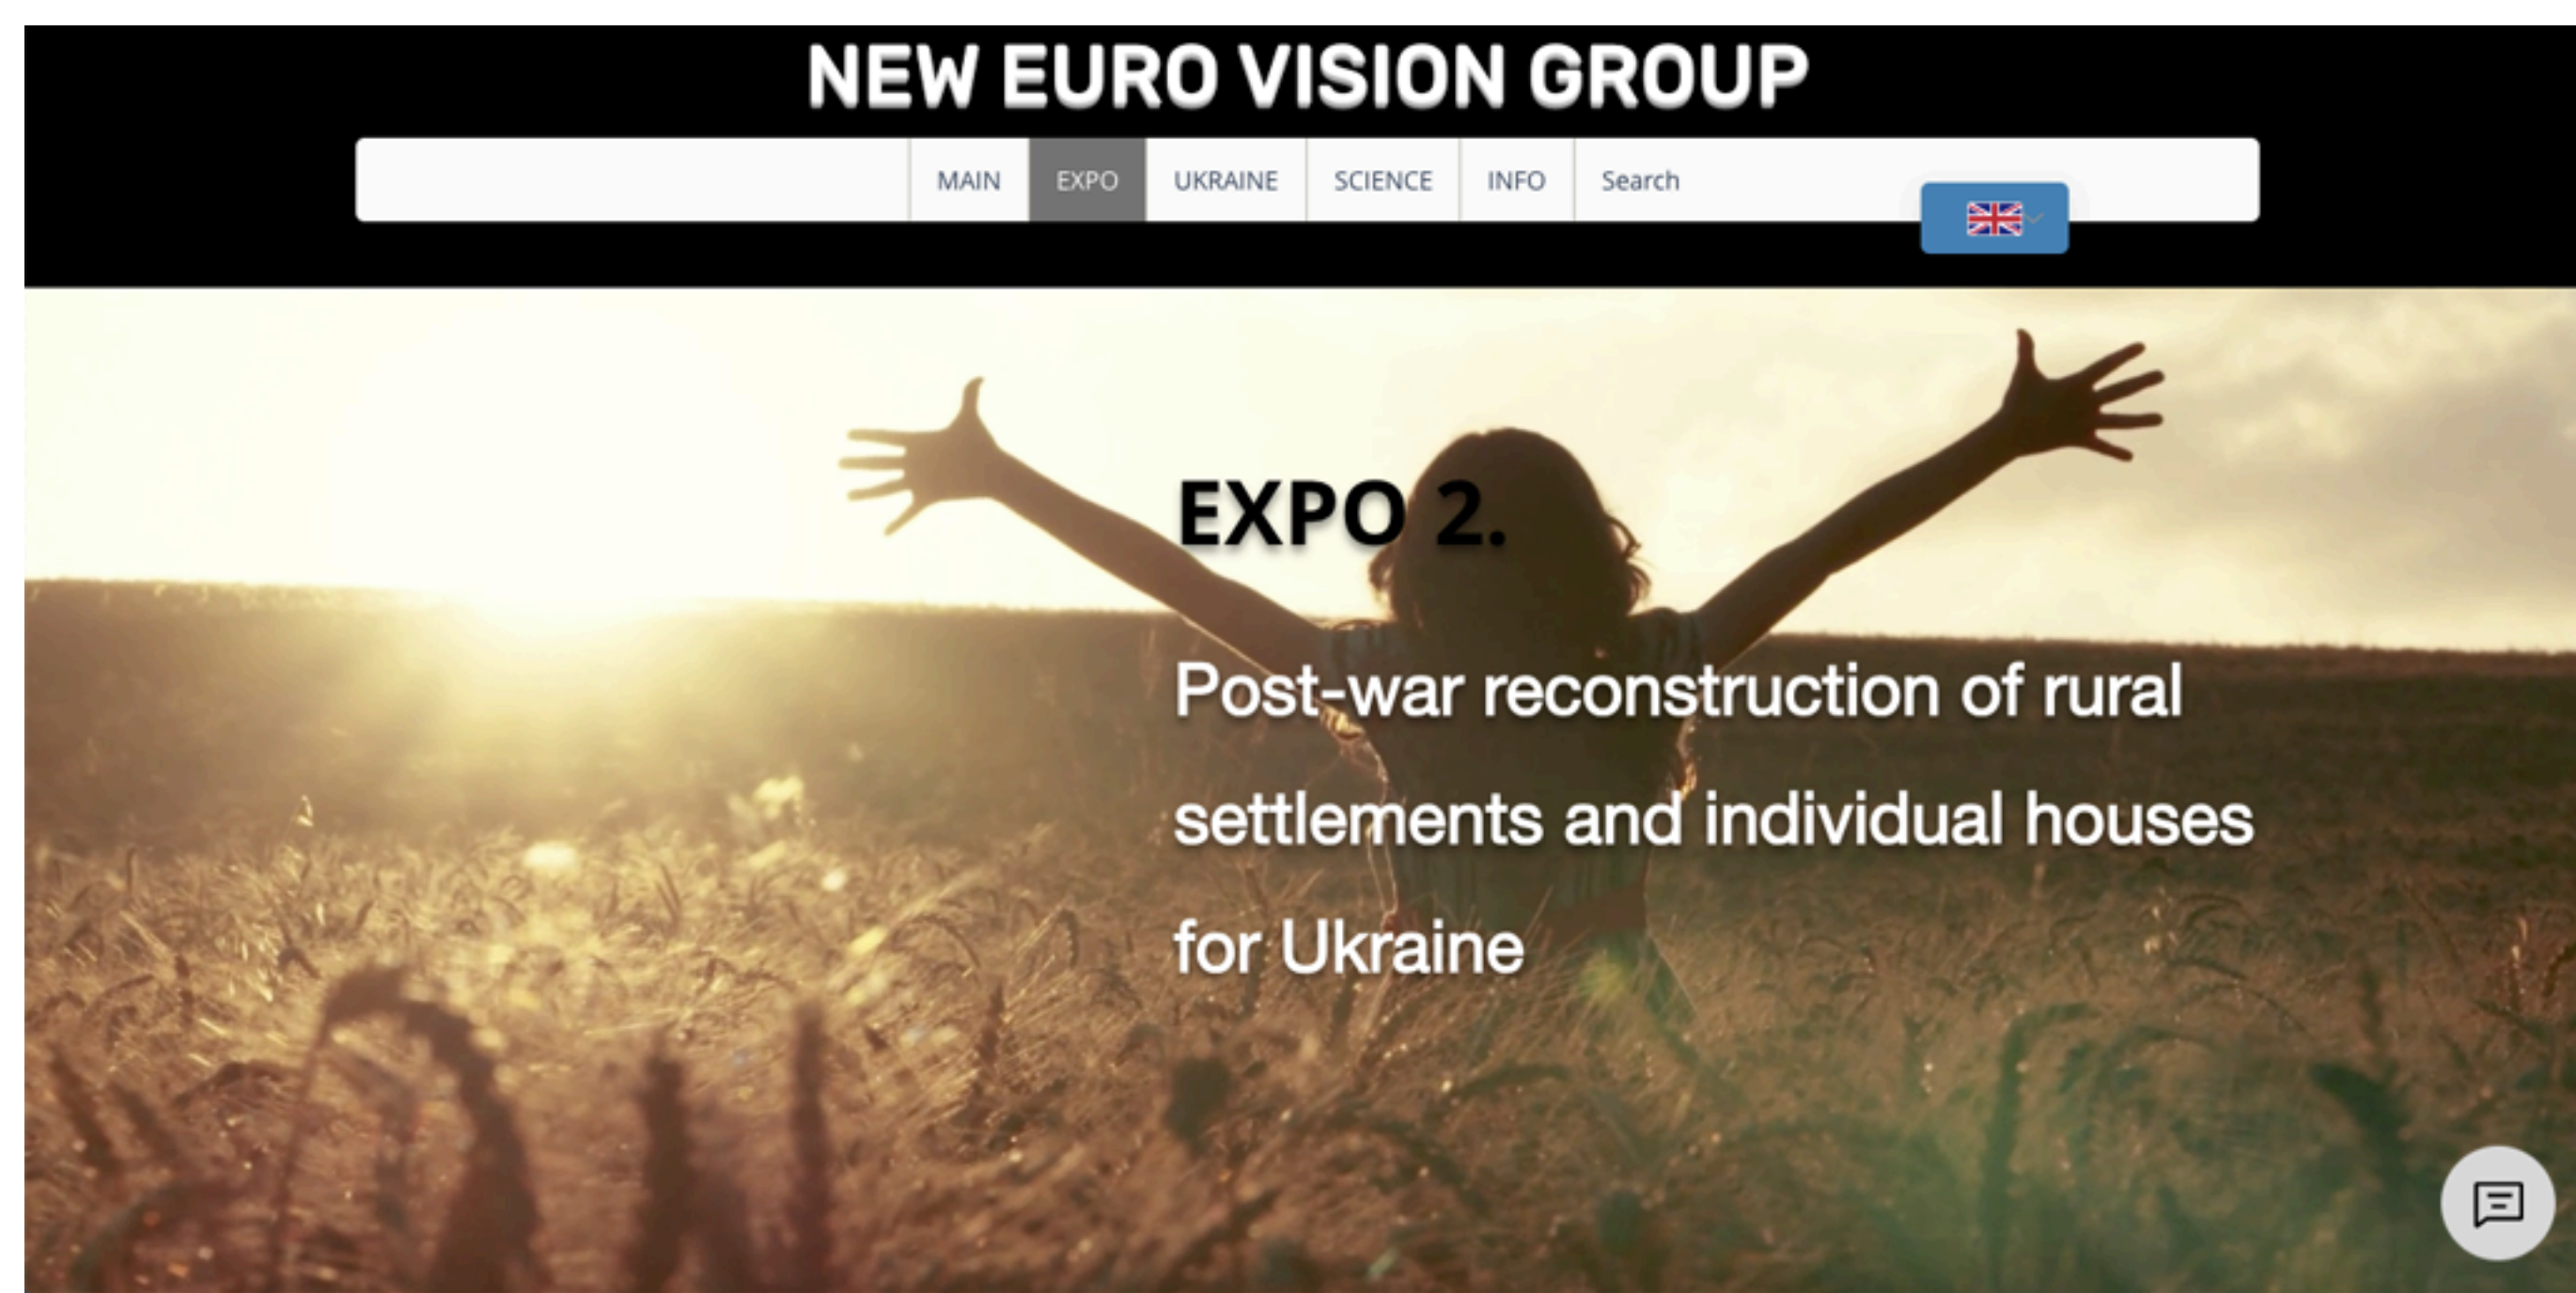 NEW EURO VISION GROUP
MAIN EXPO UKRAINE SCIENCE INFO Search
EXPO 2.
Post-war reconstruction of rural
settlements and individual houses
for Ukraine